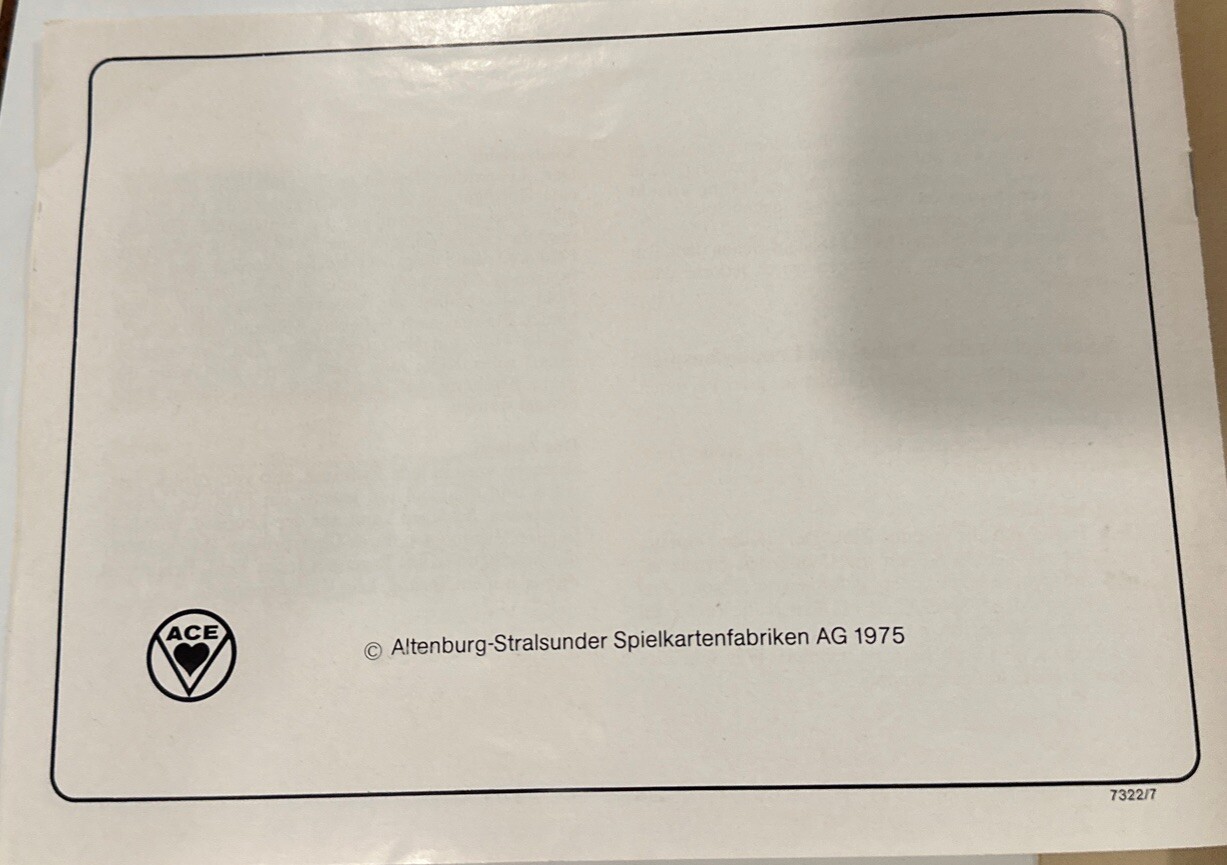 ACE
© Altenburg-Stralsunder Spielkartenfabriken AG 1975
7322/7